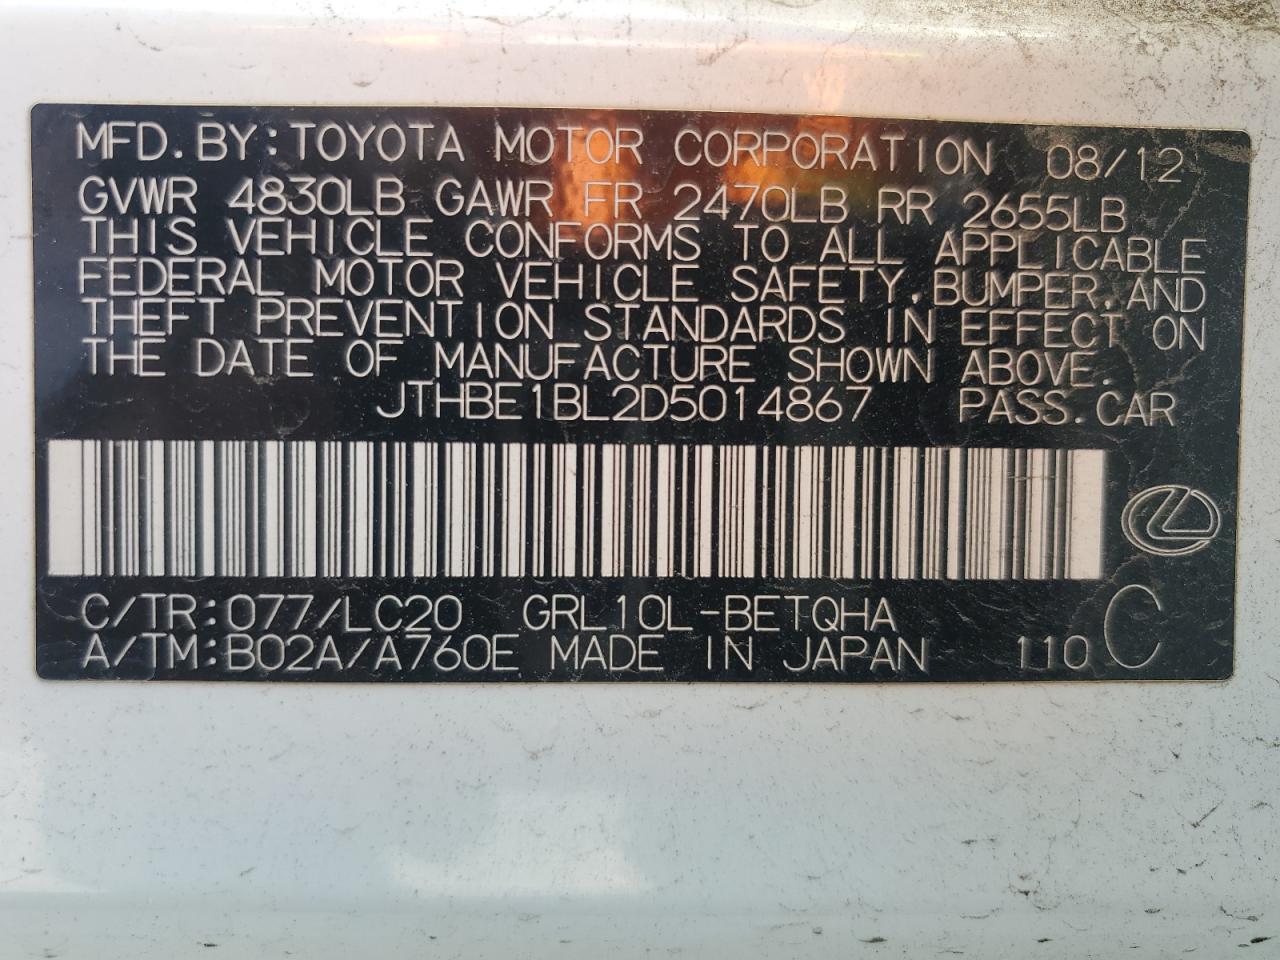 MFD. BY: TOYOTA MOTOR CORPORATION 08/12
GVWR 4830LB GAWR FR 2470LB RR 2655LB
THIS VEHICLE CONFORMS TO ALL APPLICABLE
FEDERAL MOTOR VEHICLE SAFETY, BUMPER, AND
THEFT PREVENTION STANDARDS IN EFFECT ON
THE DATE OF MANUFACTURE SHOWN ABOVE.
JTHBE1BL2D5014867 PASS. CAR
C/TR: 077/LC20 GRL10L-BETQHA
A/TM: B02A/A760E MADE IN JAPAN 110 C